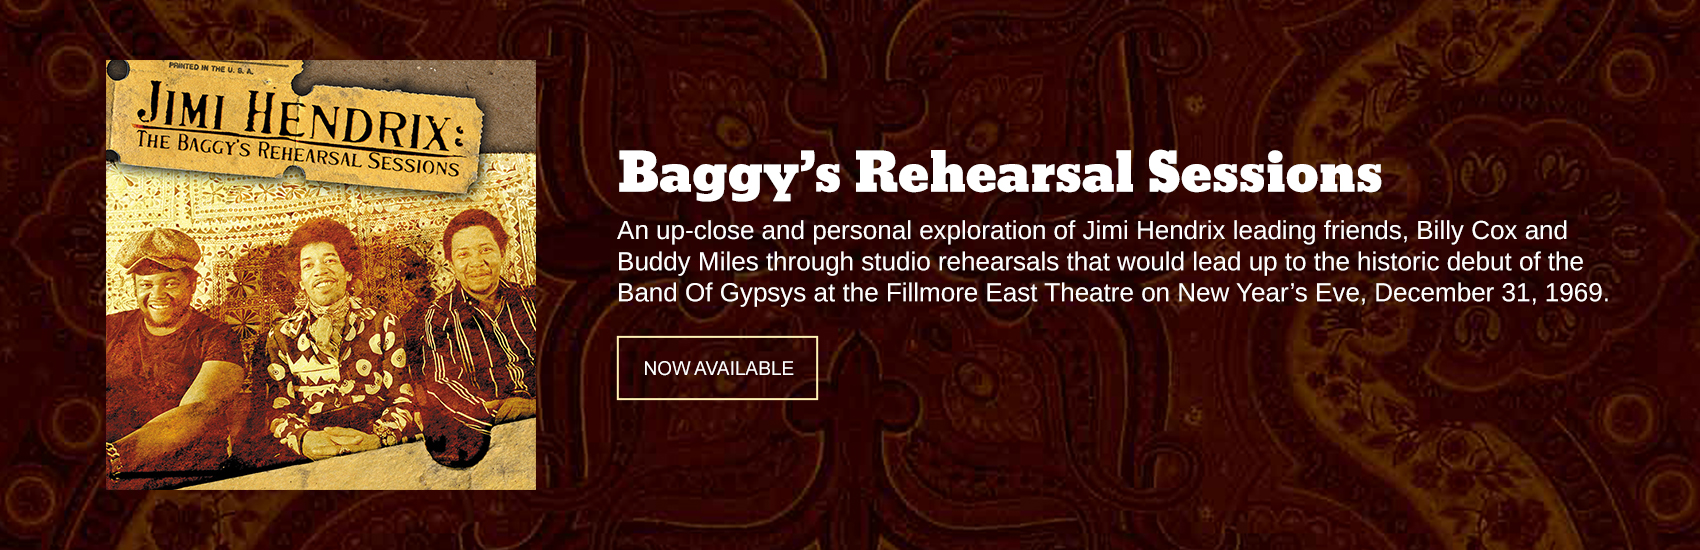 PRINTED IN THE U. S. A.
JIMI HENDRIX:
THE BAGGY'S REHEARSAL SESSIONS
Baggy’s Rehearsal Sessions
An up-close and personal exploration of Jimi Hendrix leading friends, Billy Cox and
Buddy Miles through studio rehearsals that would lead up to the historic debut of the
Band Of Gypsys at the Fillmore East Theatre on New Year’s Eve, December 31, 1969.
NOW AVAILABLE